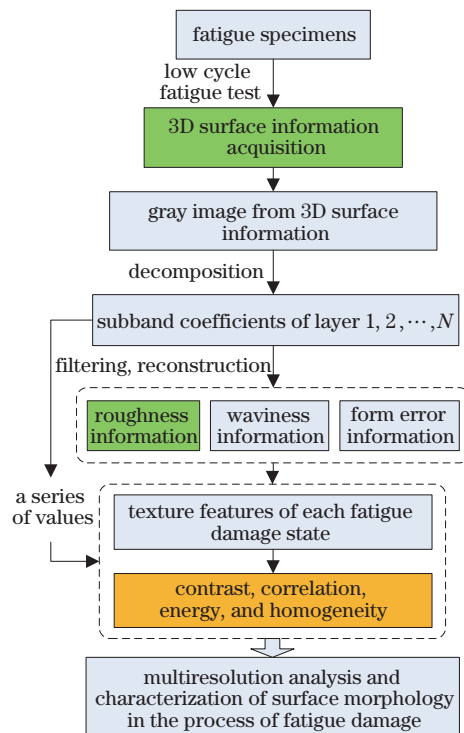 fatigue specimens
low cycle
fatigue test
3D surface information
acquisition
gray image from 3D surface
information
decomposition
subband coefficients of layer 1, 2, ⋯, N
filtering, reconstruction
roughness
information
waviness
information
form error
information
a series
of values
texture features of each fatigue
damage state
contrast, correlation,
energy, and homogeneity
multiresolution analysis and
characterization of surface morphology
in the process of fatigue damage